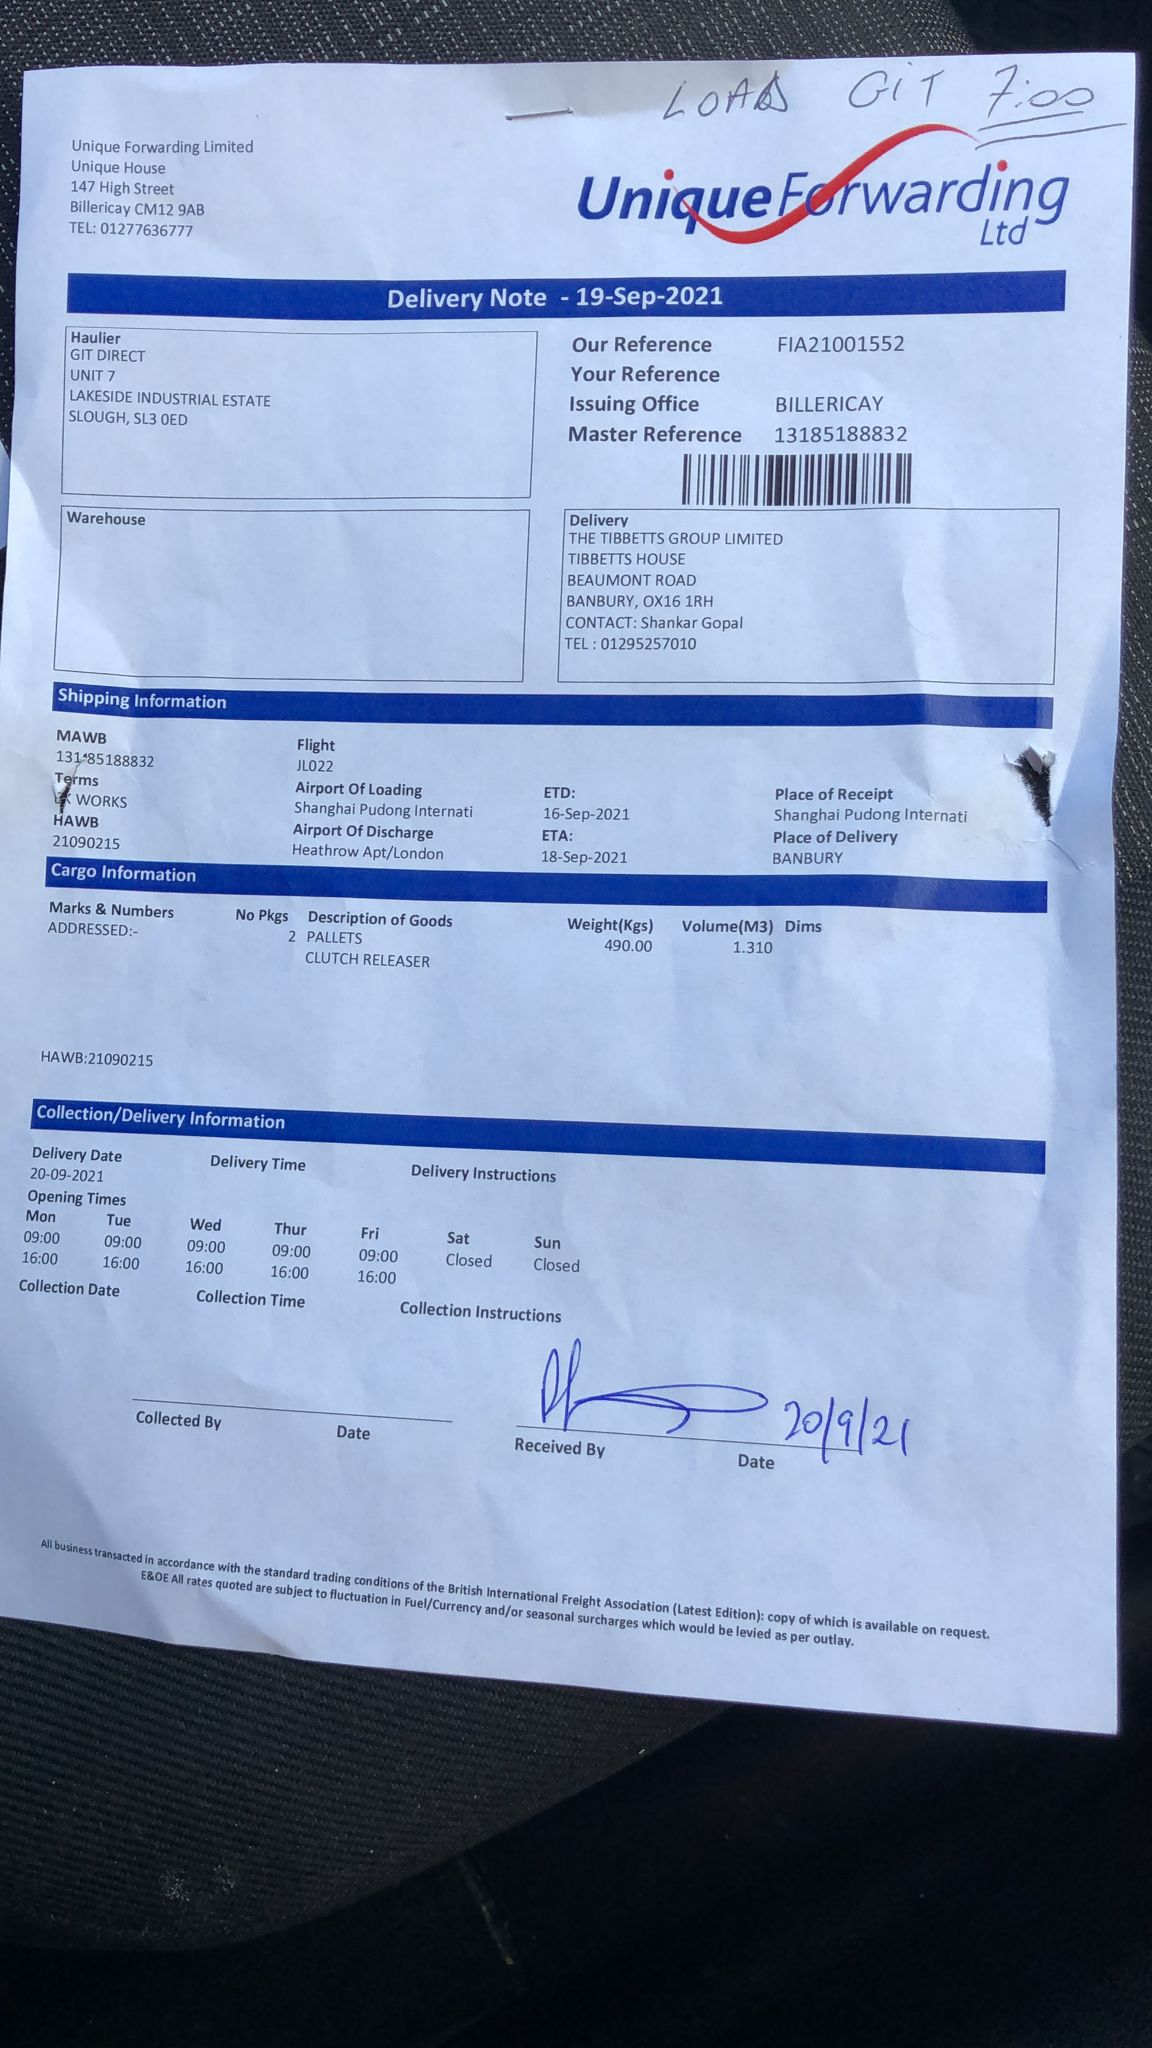 LOADS GIT 7:00
Unique Forwarding Limited
Unique House
147 High Street
Billericay CM12 9AB
TEL: 01277636777
UniqueForwarding
Ltd
Delivery Note - 19-Sep-2021
Haulier
GIT DIRECT
UNIT 7
LAKESIDE INDUSTRIAL ESTATE
SLOUGH, SL3 0ED
Our Reference FIA21001552
Your Reference
Issuing Office BILLERICAY
Master Reference 13185188832
Warehouse
Delivery
THE TIBBETTS GROUP LIMITED
TIBBETTS HOUSE
BEAUMONT ROAD
BANBURY, OX16 1RH
CONTACT: Shankar Gopal
TEL : 01295257010
Shipping Information
MAWB Flight
131-85188832 JL022
Terms Airport Of Loading ETD: Place of Receipt
EX WORKS Shanghai Pudong Internati 16-Sep-2021 Shanghai Pudong Internati
HAWB Airport Of Discharge ETA: Place of Delivery
21090215 Heathrow Apt/London 18-Sep-2021 BANBURY
Cargo Information
Marks & Numbers No Pkgs Description of Goods Weight(Kgs) Volume(M3) Dims
ADDRESSED:- 2 PALLETS 490.00 1.310
CLUTCH RELEASER
HAWB:21090215
Collection/Delivery Information
Delivery Date Delivery Time Delivery Instructions
20-09-2021
Opening Times
Mon Tue Wed Thur Fri Sat Sun
09:00 09:00 09:00 09:00 09:00 Closed Closed
16:00 16:00 16:00 16:00 16:00
Collection Date Collection Time Collection Instructions
20/9/21
Collected By Date Received By Date
All business transacted in accordance with the standard trading conditions of the British International Freight Association (Latest Edition): copy of which is available on request.
E&OE All rates quoted are subject to fluctuation in Fuel/Currency and/or seasonal surcharges which would be levied as per outlay.